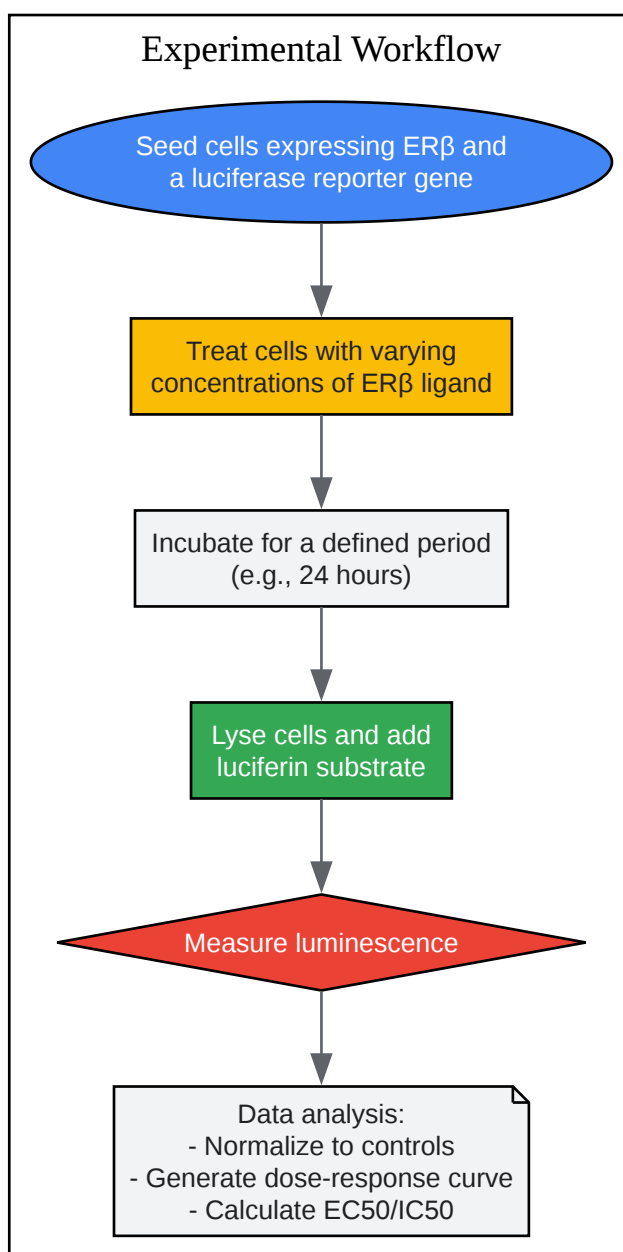 Experimental Workflow
Seed cells expressing ERβ and
a luciferase reporter gene
Treat cells with varying
concentrations of ERβ ligand
Incubate for a defined period
(e.g., 24 hours)
Lyse cells and add
luciferin substrate
Measure luminescence
Data analysis:
- Normalize to controls
- Generate dose-response curve
- Calculate EC50/IC50